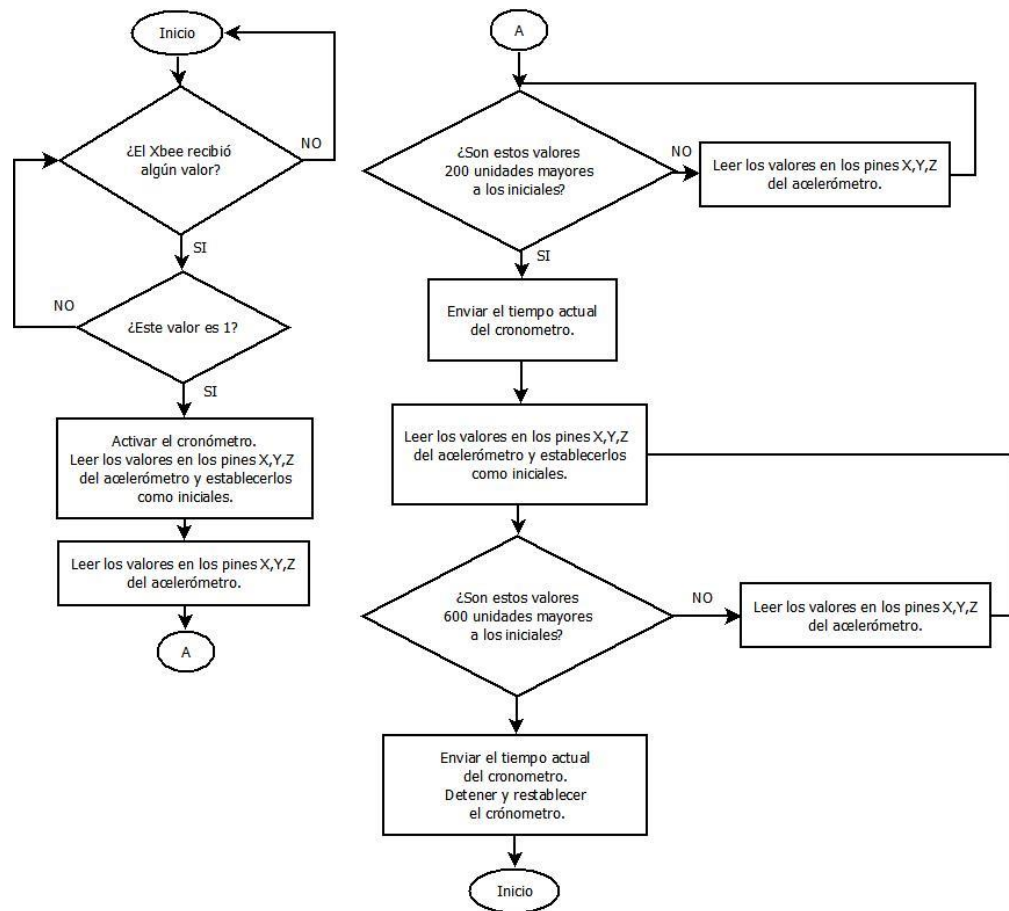 Inicio
¿El Xbee recibió
algún valor?
NO
SI
NO
¿Este valor es 1?
SI
Activar el cronómetro.
Leer los valores en los pines X,Y,Z
del acelerómetro y establecerlos
como iniciales.
Leer los valores en los pines X,Y,Z
del acelerómetro.
A
A
¿Son estos valores
200 unidades mayores
a los iniciales?
NO
Leer los valores en los pines X,Y,Z
del acelerómetro.
SI
Enviar el tiempo actual
del cronometro.
Leer los valores en los pines X,Y,Z
del acelerómetro y establecerlos
como iniciales.
¿Son estos valores
600 unidades mayores
a los iniciales?
NO
Leer los valores en los pines X,Y,Z
del acelerómetro.
Enviar el tiempo actual
del cronometro.
Detener y restablecer
el crónometro.
Inicio